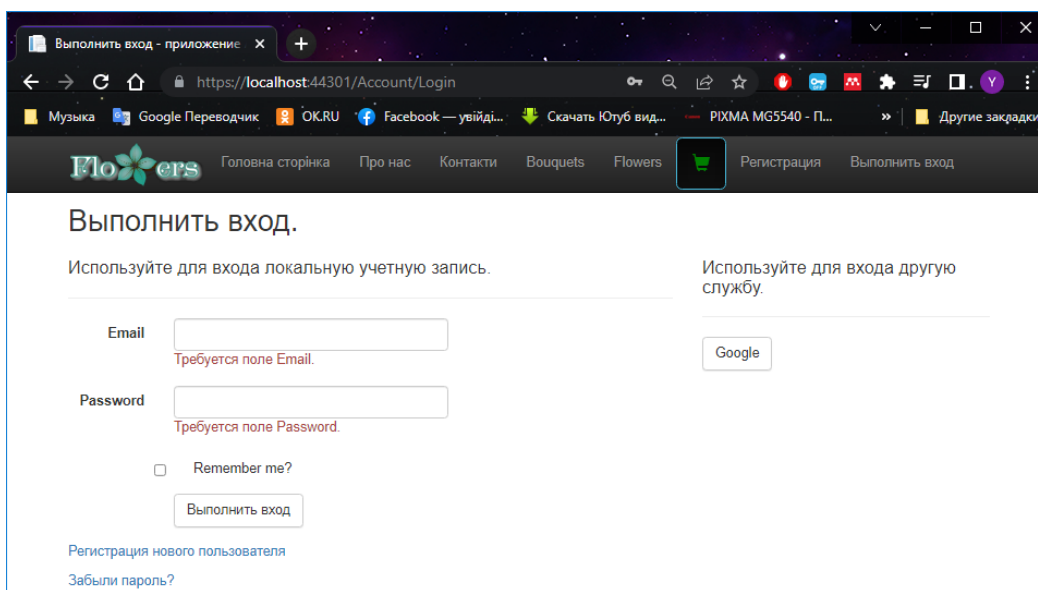 Выполнить вход - приложение
https://localhost:44301/Account/Login
Y
Музыка Google Переводчик OK.RU Facebook — увійді... Скачать Ютуб вид... PIXMA MG5540 - П... » Другие закладки
Flowers Головна сторінка Про нас Контакти Bouquets Flowers Регистрация Выполнить вход
Выполнить вход.
Используйте для входа локальную учетную запись.
Email
Требуется поле Email.
Password
Требуется поле Password.
Remember me?
Выполнить вход
Регистрация нового пользователя
Забыли пароль?
Используйте для входа другую
службу.
Google